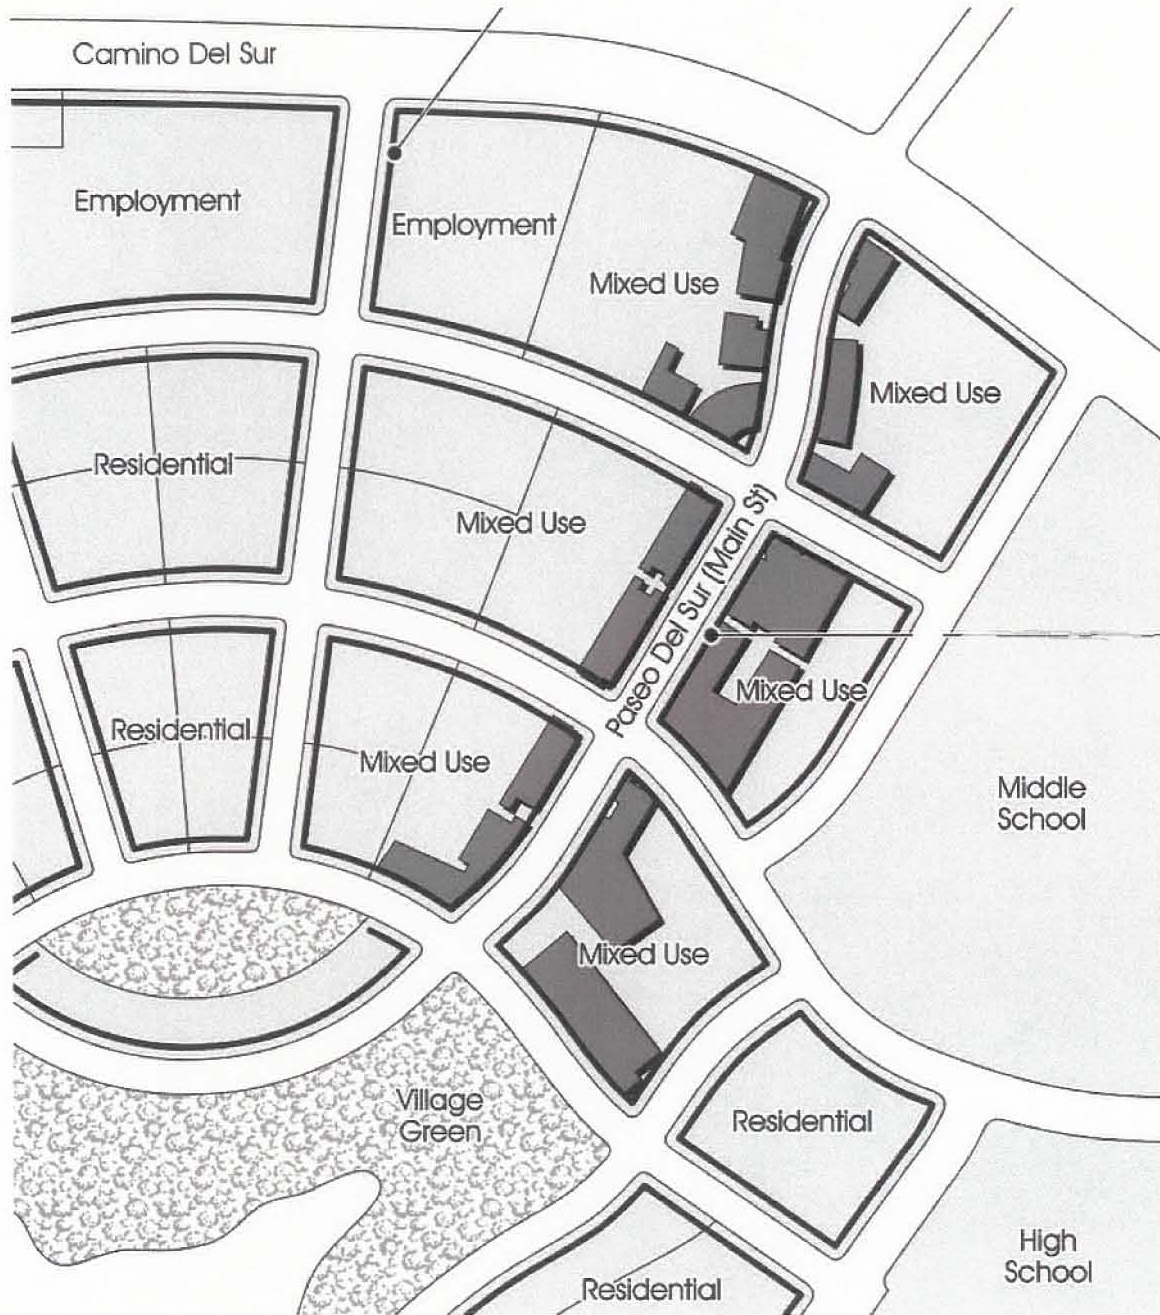 Camino Del Sur
Employment
Employment
Mixed Use
Mixed Use
Residential
Mixed Use
Paseo Del Sur (Main St)
Mixed Use
Residential
Mixed Use
Middle
School
Mixed Use
Village
Green
Residential
High
School
Residential